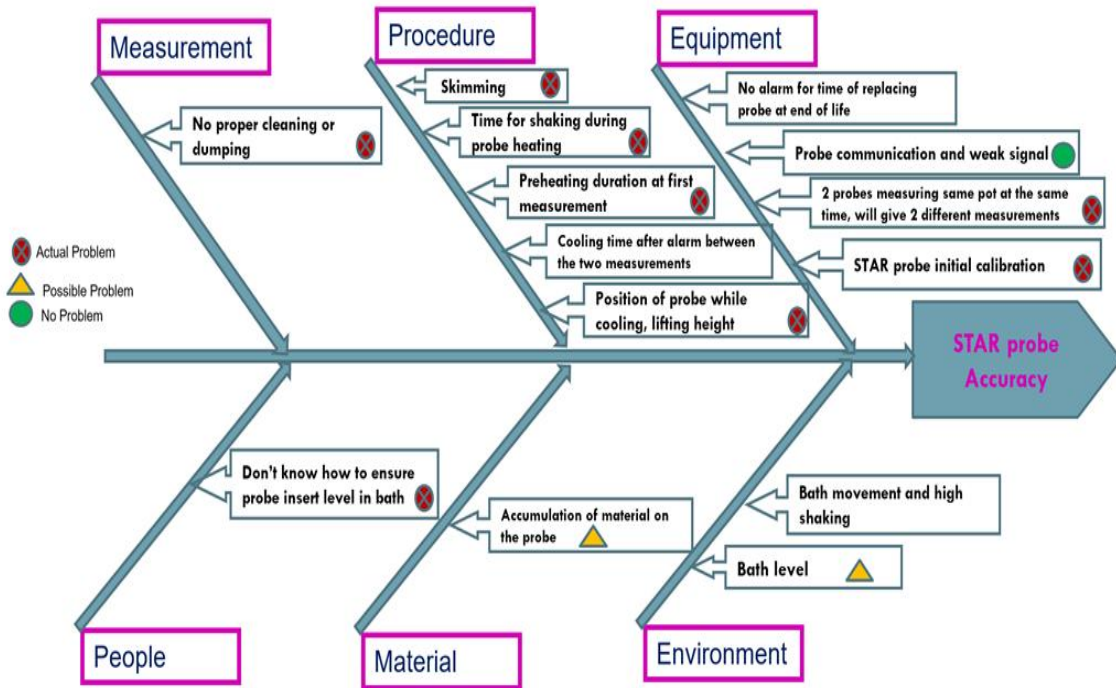 Measurement
Procedure
Equipment
Skimming
No alarm for time of replacing
probe at end of life
No proper cleaning or
dumping
Time for shaking during
probe heating
Probe communication and weak signal
Preheating duration at first
measurement
2 probes measuring same pot at the same
time, will give 2 different measurements
Cooling time after alarm between
the two measurements
STAR probe initial calibration
Position of probe while
cooling, lifting height
Actual Problem
Possible Problem
No Problem
STAR probe
Accuracy
Don't know how to ensure
probe insert level in bath
Accumulation of material on
the probe
Bath movement and high
shaking
Bath level
People
Material
Environment